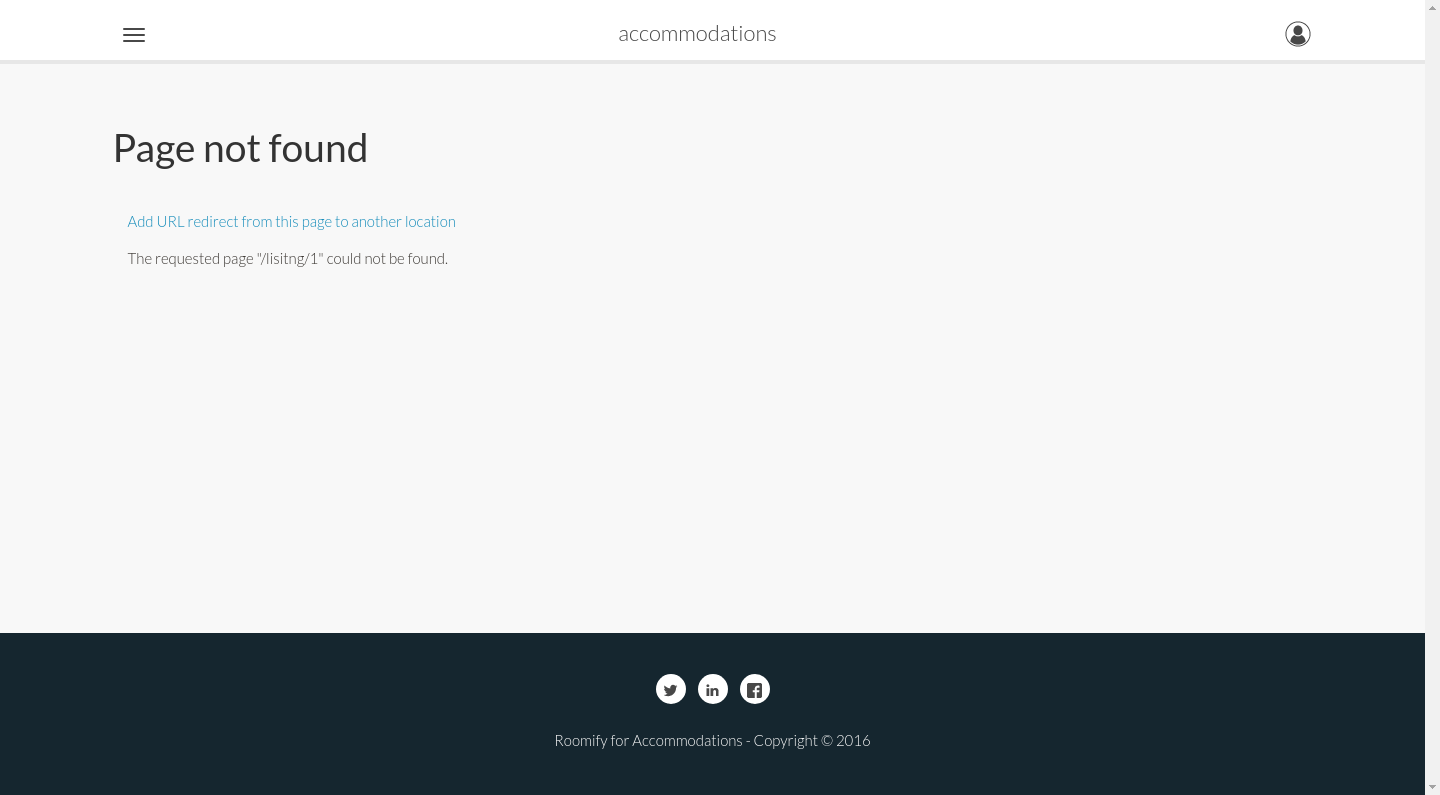 accommodations
Page not found
Add URL redirect from this page to another location
The requested page "/lisitng/1" could not be found.
Roomify for Accommodations - Copyright © 2016